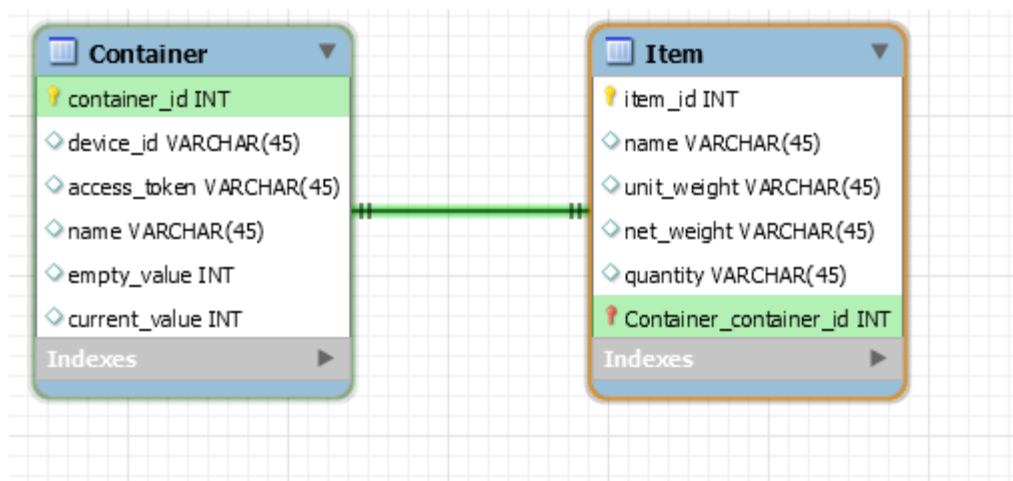 Container
container_id INT
device_id VARCHAR(45)
access_token VARCHAR(45)
name VARCHAR(45)
empty_value INT
current_value INT
Indexes
Item
item_id INT
name VARCHAR(45)
unit_weight VARCHAR(45)
net_weight VARCHAR(45)
quantity VARCHAR(45)
Container_container_id INT
Indexes